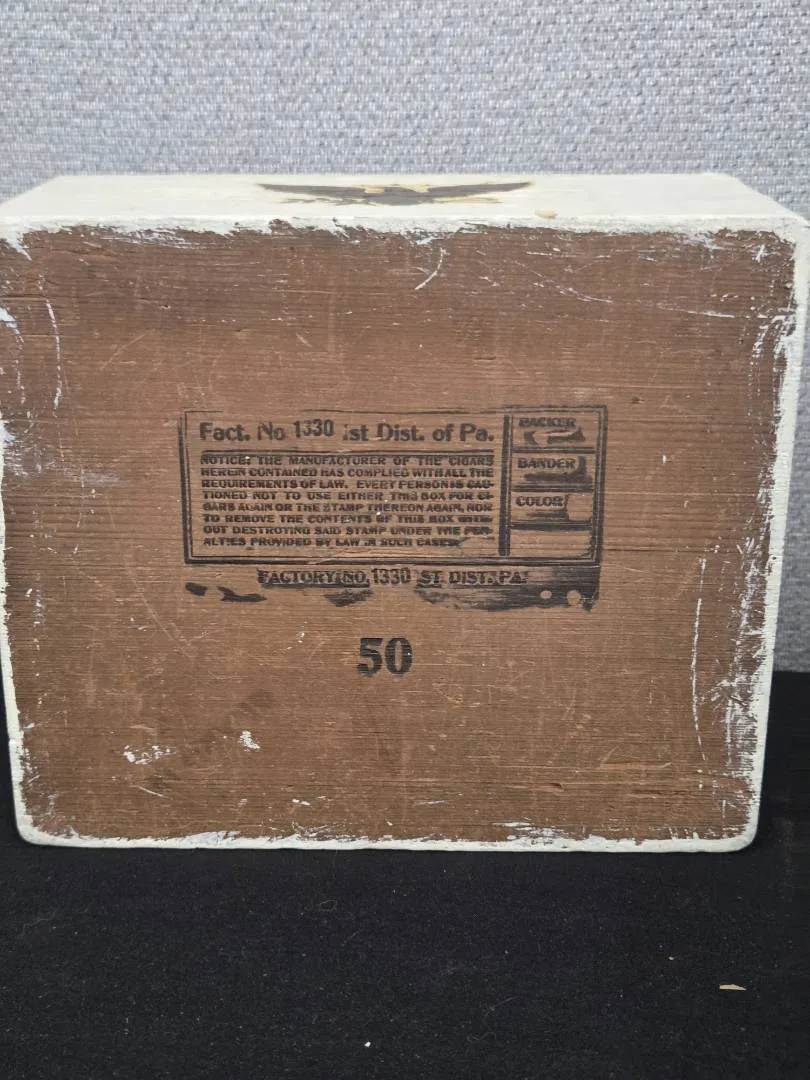 Fact. No 1330 1st Dist. of Pa.
NOTICE: THE MANUFACTURER OF THE CIGARS
HEREIN CONTAINED HAS COMPLIED WITH ALL THE
REQUIREMENTS OF LAW. EVERY PERSON IS CAU-
TIONED NOT TO USE EITHER THIS BOX FOR CI-
GARS AGAIN OR THE STAMP THEREON AGAIN, NOR
TO REMOVE THE CONTENTS OF THIS BOX WITH-
OUT DESTROYING SAID STAMP UNDER THE PEN-
ALTIES PROVIDED BY LAW IN SUCH CASES.
PACKER
BANDER
COLOR
FACTORY NO. 1330 ST. DIST. PA.
50